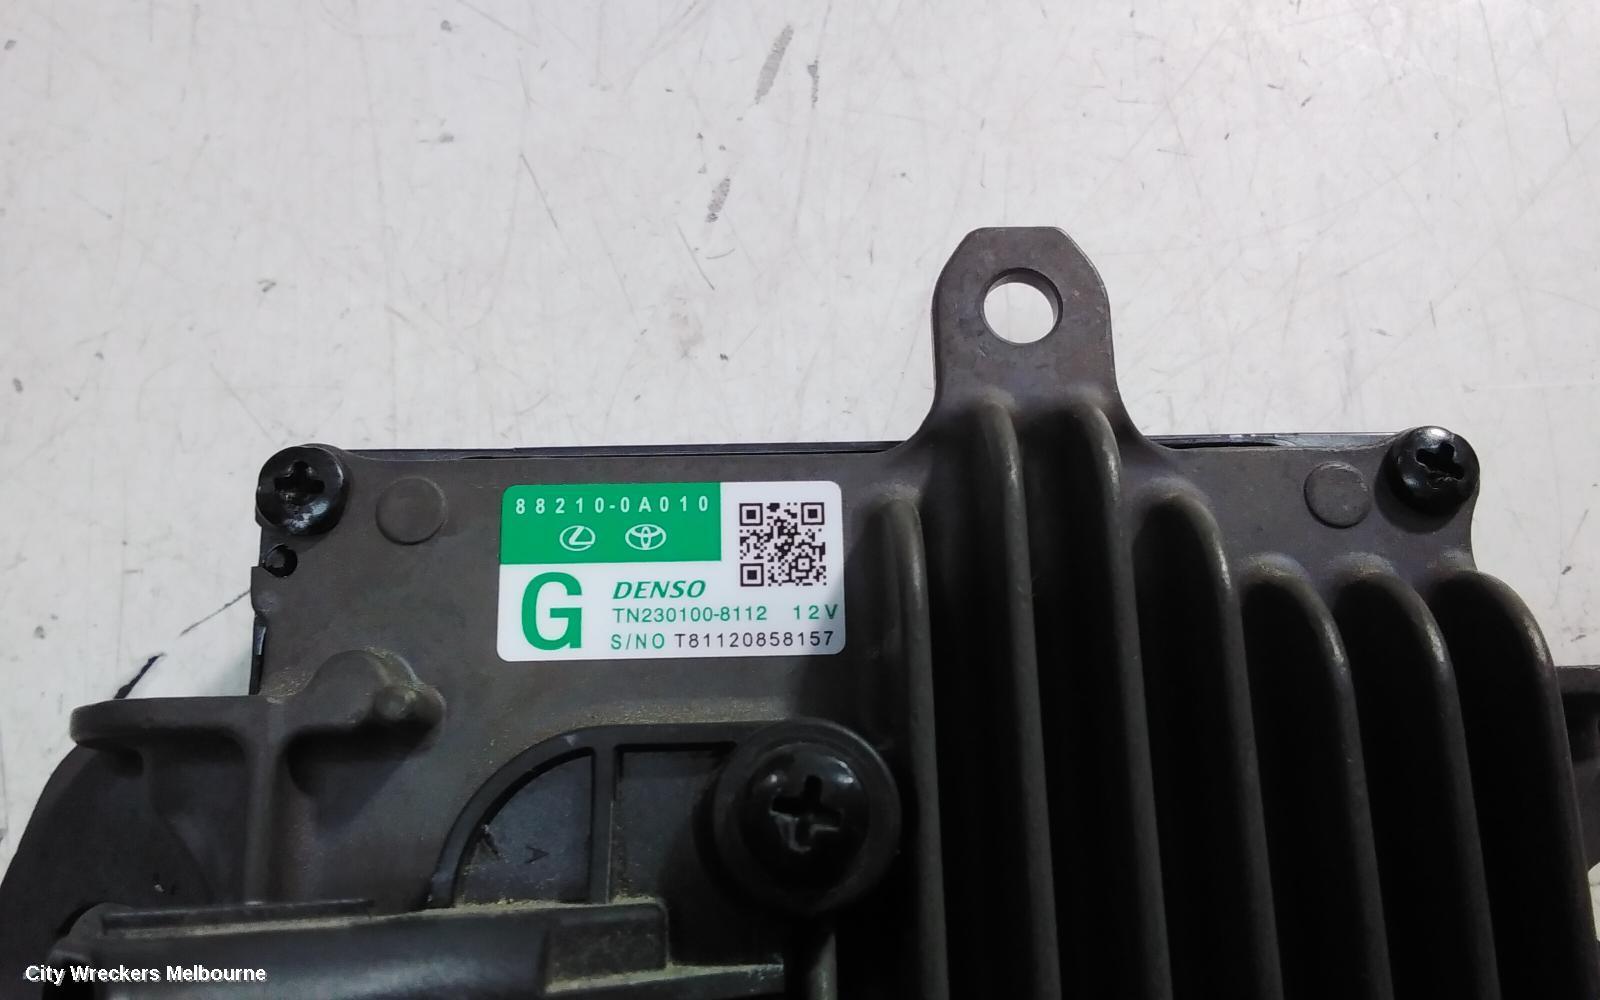 88210-0A010
G
DENSO
TN230100-8112 12V
S/NO T81120858157
A
City Wreckers Melbourne